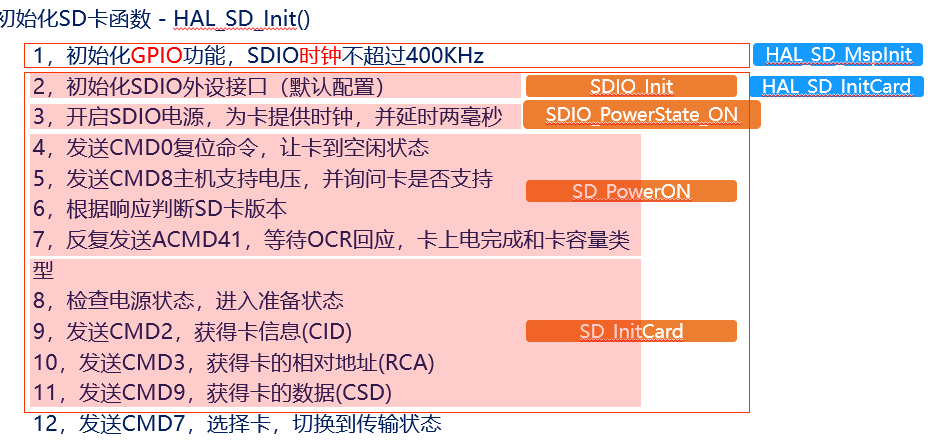 初始化SD卡函数 - HAL_SD_Init()
1，初始化GPIO功能，SDIO时钟不超过400KHz
HAL_SD_MspInit
2，初始化SDIO外设接口（默认配置）
SDIO_Init
HAL_SD_InitCard
3，开启SDIO电源，为卡提供时钟，并延时两毫秒
SDIO_PowerState_ON
4，发送CMD0复位命令，让卡到空闲状态
5，发送CMD8主机支持电压，并询问卡是否支持
SD_PowerON
6，根据响应判断SD卡版本
7，反复发送ACMD41，等待OCR回应，卡上电完成和卡容量类
型
8，检查电源状态，进入准备状态
9，发送CMD2，获得卡信息(CID)
SD_InitCard
10，发送CMD3，获得卡的相对地址(RCA)
11，发送CMD9，获得卡的数据(CSD)
12，发送CMD7，选择卡，切换到传输状态